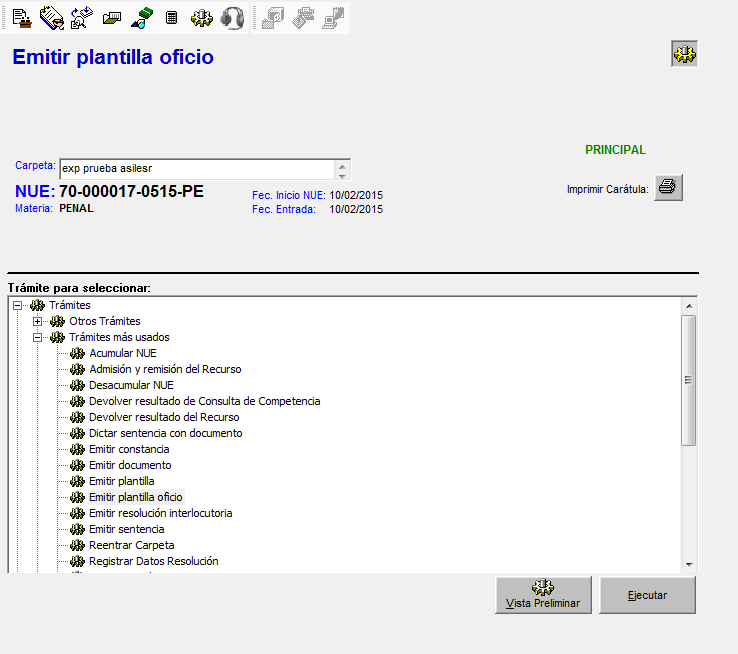 Emitir plantilla oficio
PRINCIPAL
Carpeta: exp prueba asilesr
NUE: 70-000017-0515-PE
Fec. Inicio NUE: 10/02/2015
Imprimir Carátula:
Materia: PENAL
Fec. Entrada: 10/02/2015
Trámite para seleccionar:
Trámites
Otros Trámites
Trámites más usados
Acumular NUE
Admisión y remisión del Recurso
Desacumular NUE
Devolver resultado de Consulta de Competencia
Devolver resultado del Recurso
Dictar sentencia con documento
Emitir constancia
Emitir documento
Emitir plantilla
Emitir plantilla oficio
Emitir resolución interlocutoria
Emitir sentencia
Reentrar Carpeta
Registrar Datos Resolución
Vista Preliminar
Ejecutar